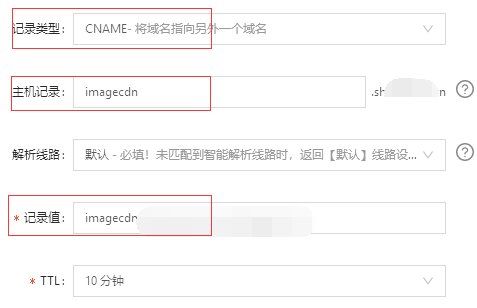 记录类型: CNAME- 将域名指向另外一个域名
主机记录: imagecdn .sh n
解析线路: 默认 - 必填！未匹配到智能解析线路时，返回【默认】线路设...
* 记录值: imagecdn
* TTL: 10 分钟